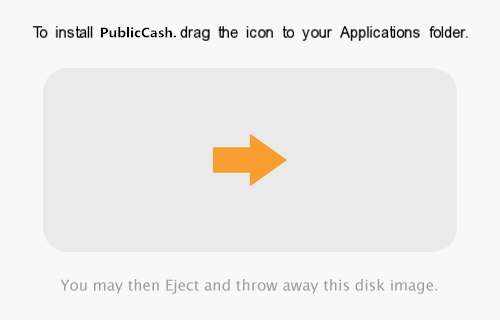 To install PublicCash. drag the icon to your Applications folder.
You may then Eject and throw away this disk image.